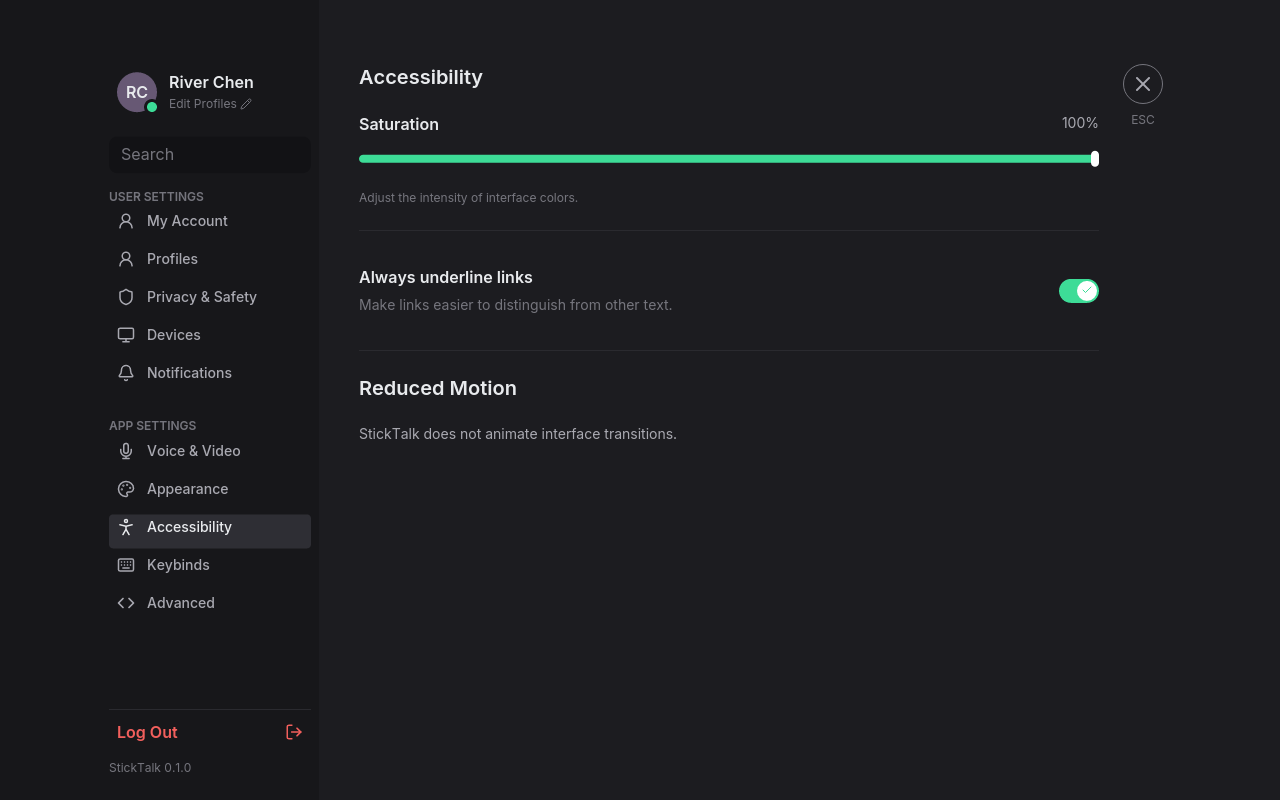 RC
River Chen
Edit Profiles
Search
USER SETTINGS
My Account
Profiles
Privacy & Safety
Devices
Notifications
APP SETTINGS
Voice & Video
Appearance
Accessibility
Keybinds
Advanced
Log Out
StickTalk 0.1.0
Accessibility
Saturation
100%
Adjust the intensity of interface colors.
Always underline links
Make links easier to distinguish from other text.
Reduced Motion
StickTalk does not animate interface transitions.
ESC